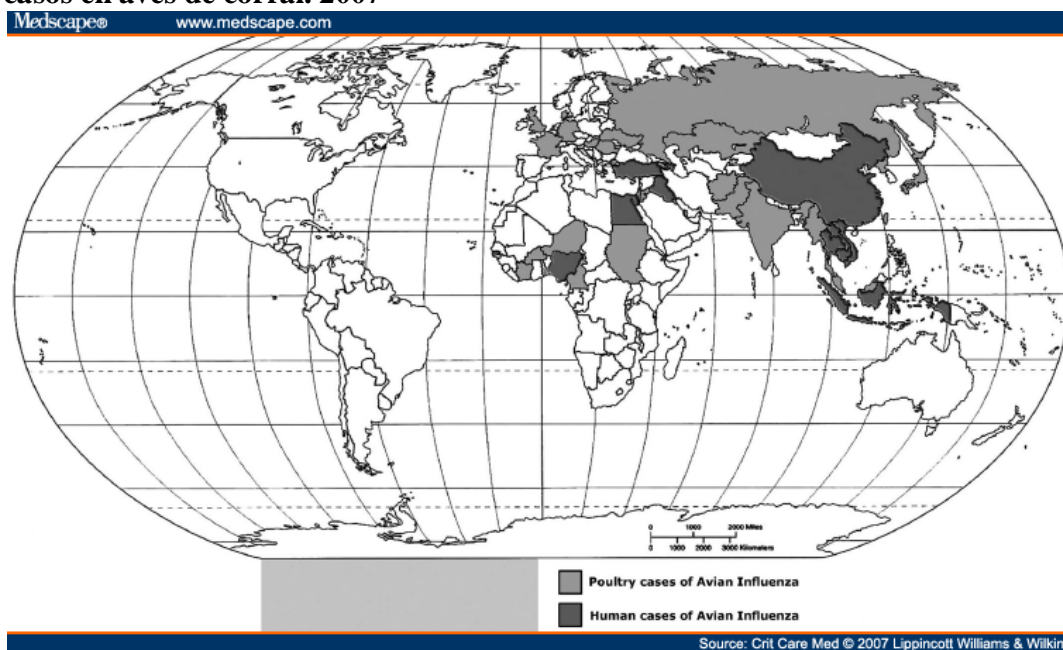 casos en aves de corral. 2007
Medscape® www.medscape.com
0 1000 2000 Miles
0 1000 2000 3000 Kilometers
Poultry cases of Avian Influenza
Human cases of Avian Influenza
Source: Crit Care Med © 2007 Lippincott Williams & Wilkin